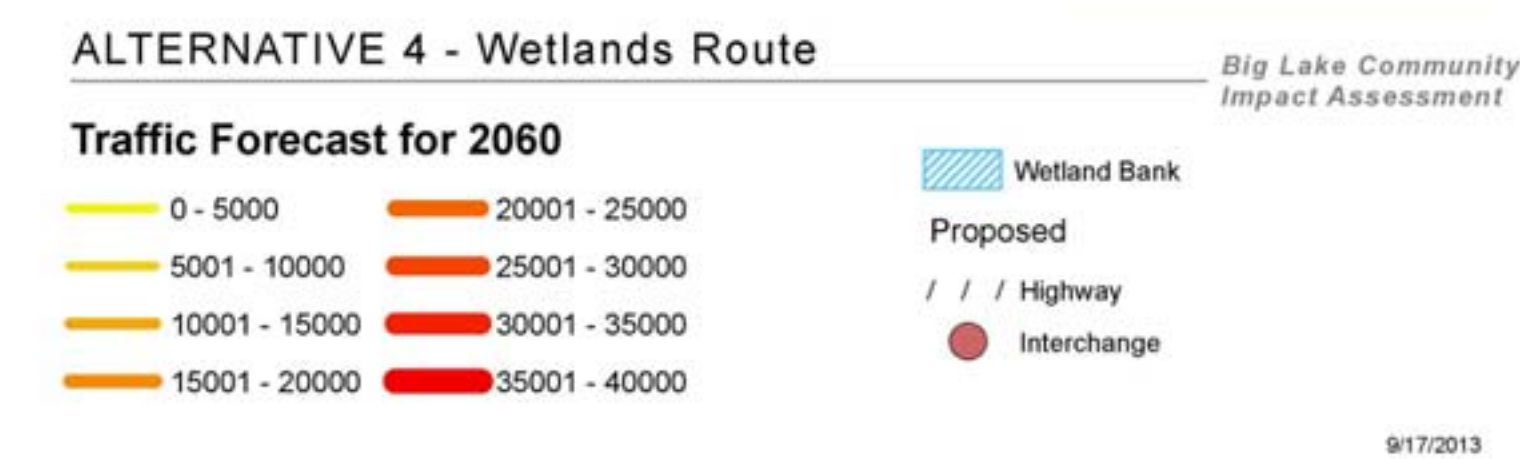 ALTERNATIVE 4 - Wetlands Route
Big Lake Community
Impact Assessment
Traffic Forecast for 2060
0 - 5000
5001 - 10000
10001 - 15000
15001 - 20000
20001 - 25000
25001 - 30000
30001 - 35000
35001 - 40000
Wetland Bank
Proposed
Highway
Interchange
9/17/2013